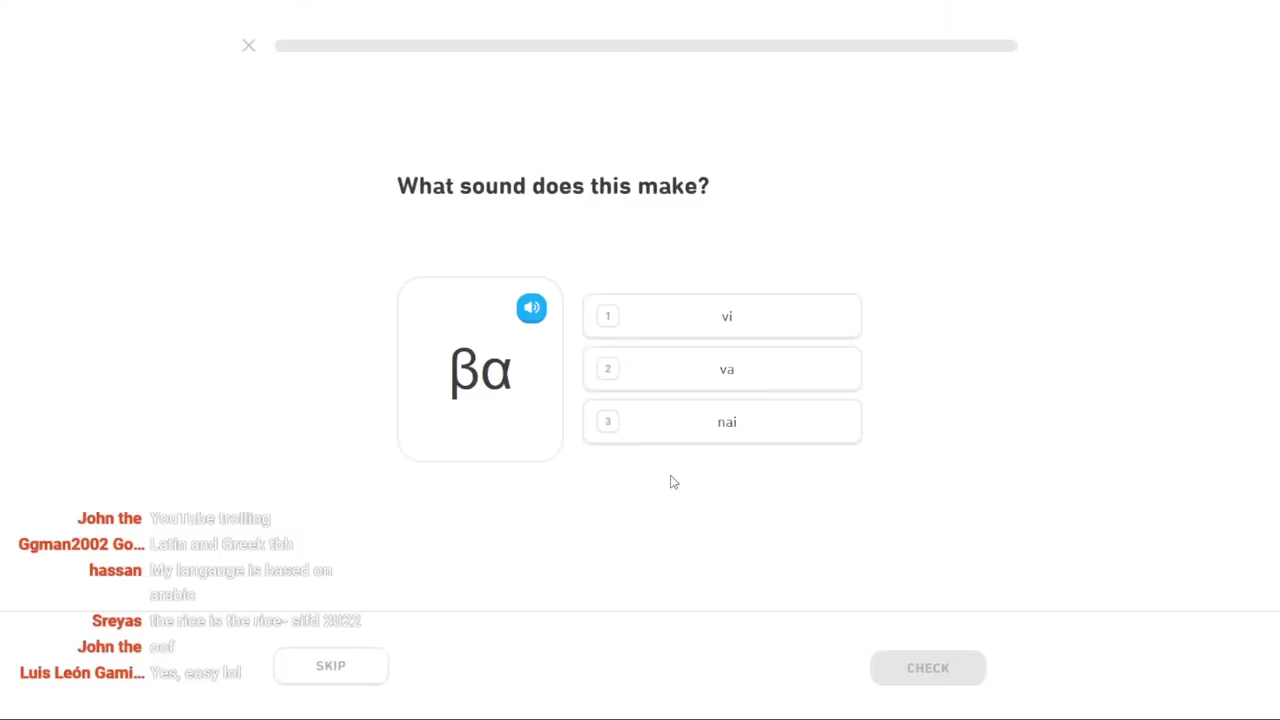 What sound does this make?
βα
1 vi
2 va
3 nai
John the YouTube trolling
Ggman2002 Go... Latin and Greek tbh
hassan My langauge is based on
arabic
Sreyas the rice is the rice- sifd 2022
John the oof
Luis León Gami... Yes, easy lol
SKIP
CHECK